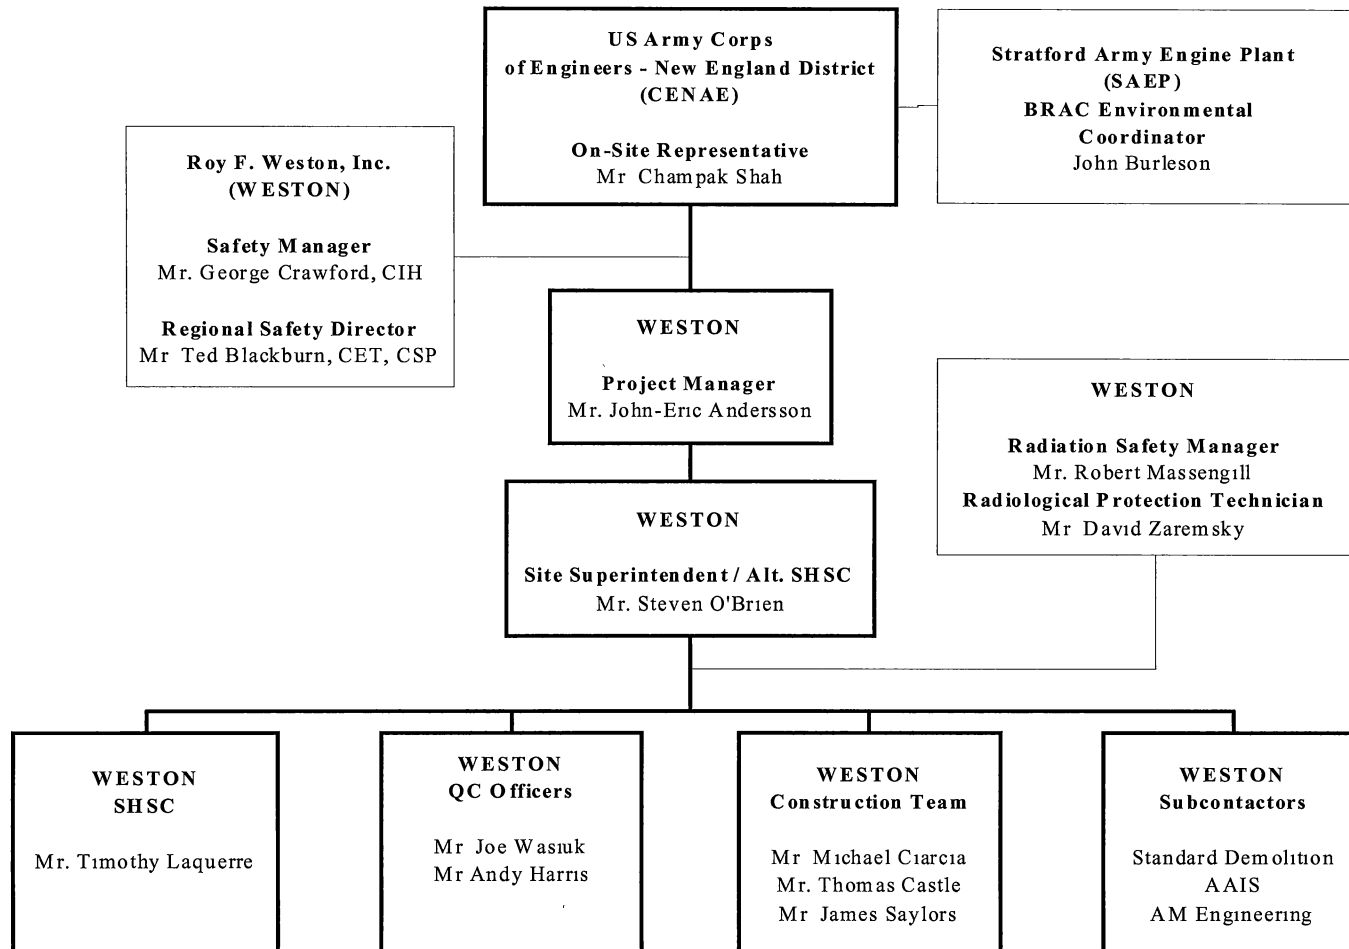 US Army Corps
of Engineers - New England District
(CENAE)
On-Site Representative
Mr Champak Shah
Stratford Army Engine Plant
(SAEP)
BRAC Environmental
Coordinator
John Burleson
Roy F. Weston, Inc.
(WESTON)
Safety Manager
Mr. George Crawford, CIH
Regional Safety Director
Mr Ted Blackburn, CET, CSP
WESTON
Project Manager
Mr. John-Eric Andersson
WESTON
Radiation Safety Manager
Mr. Robert Massengill
Radiological Protection Technician
Mr David Zaremsky
WESTON
Site Superintendent / Alt. SHSC
Mr. Steven O'Brien
WESTON
SHSC
Mr. Timothy Laquerre
WESTON
QC Officers
Mr Joe Wasiuk
Mr Andy Harris
WESTON
Construction Team
Mr Michael Ciarcia
Mr. Thomas Castle
Mr James Saylors
WESTON
Subcontactors
Standard Demolition
AAIS
AM Engineering